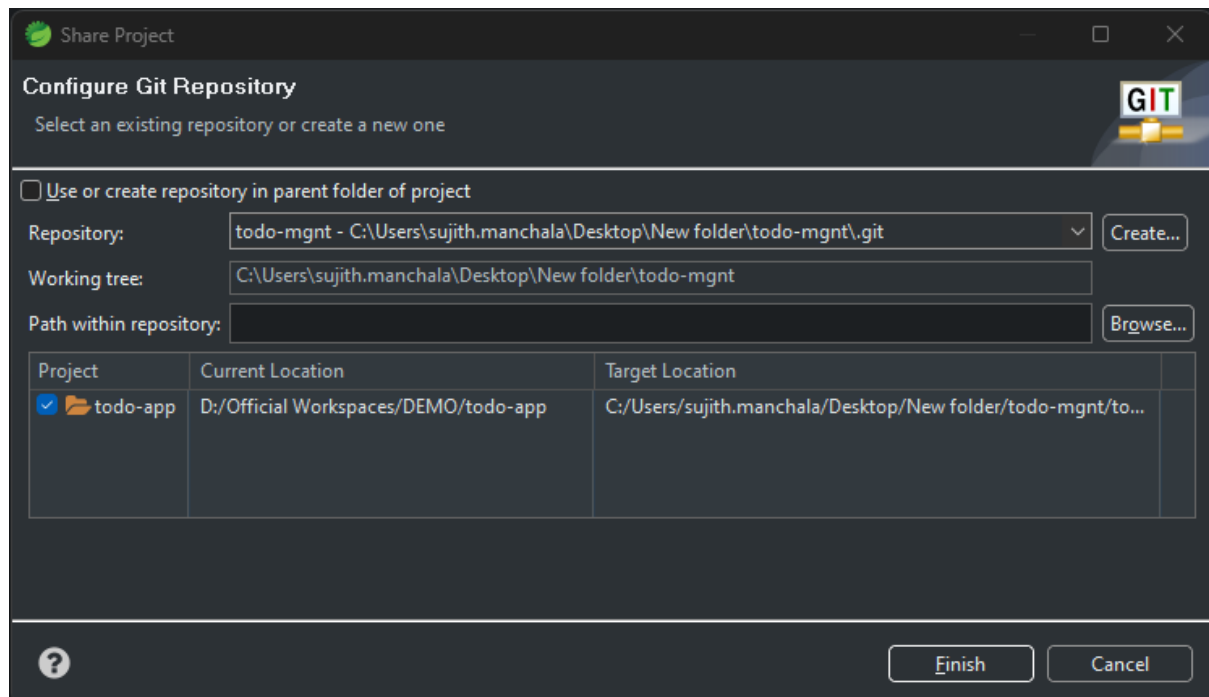 Share Project
Configure Git Repository
Select an existing repository or create a new one
GIT
Use or create repository in parent folder of project
Repository: todo-mgnt - C:\Users\sujith.manchala\Desktop\New folder\todo-mgnt\.git Create...
Working tree: C:\Users\sujith.manchala\Desktop\New folder\todo-mgnt
Path within repository: Browse...
Project Current Location Target Location
todo-app D:/Official Workspaces/DEMO/todo-app C:/Users/sujith.manchala/Desktop/New folder/todo-mgnt/to...
Finish Cancel